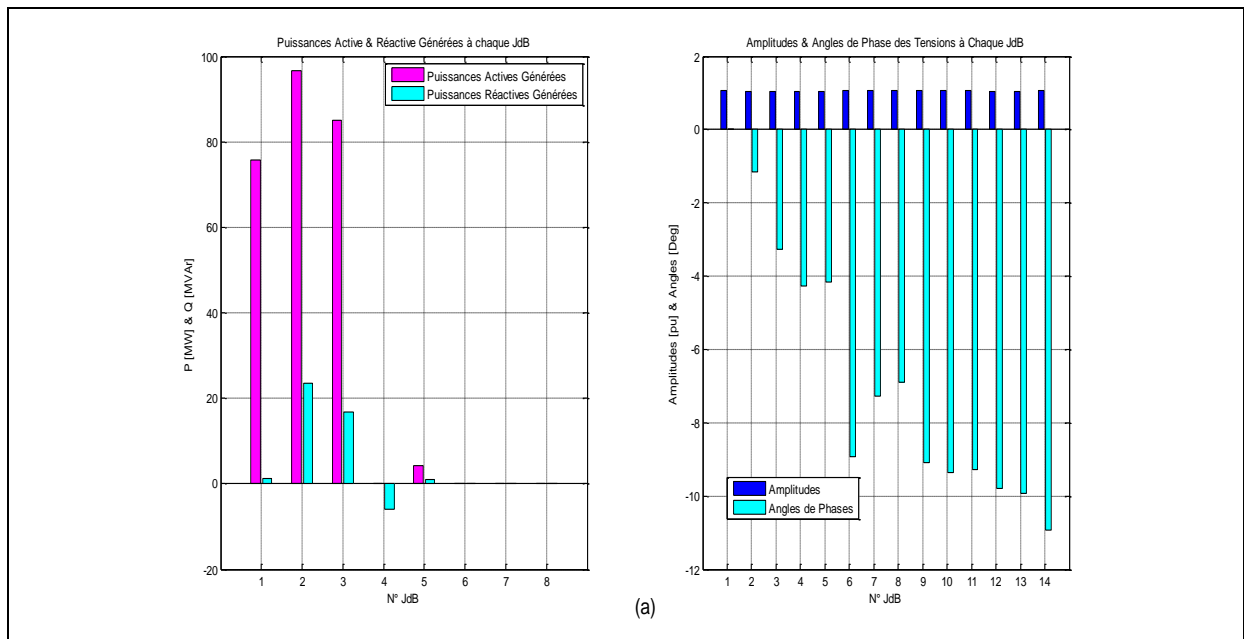 Puissances Active & Réactive Générées à chaque JdB
100
80
60
40
20
0
-20
P [MW] & Q [MVAr]
Puissances Actives Générées
Puissances Réactives Générées
1 2 3 4 5 6 7 8
N° JdB
Amplitudes & Angles de Phase des Tensions à Chaque JdB
2
0
-2
-4
-6
-8
-10
-12
Amplitudes [pu] & Angles [Deg]
Amplitudes
Angles de Phases
1 2 3 4 5 6 7 8 9 10 11 12 13 14
N° JdB
(a)